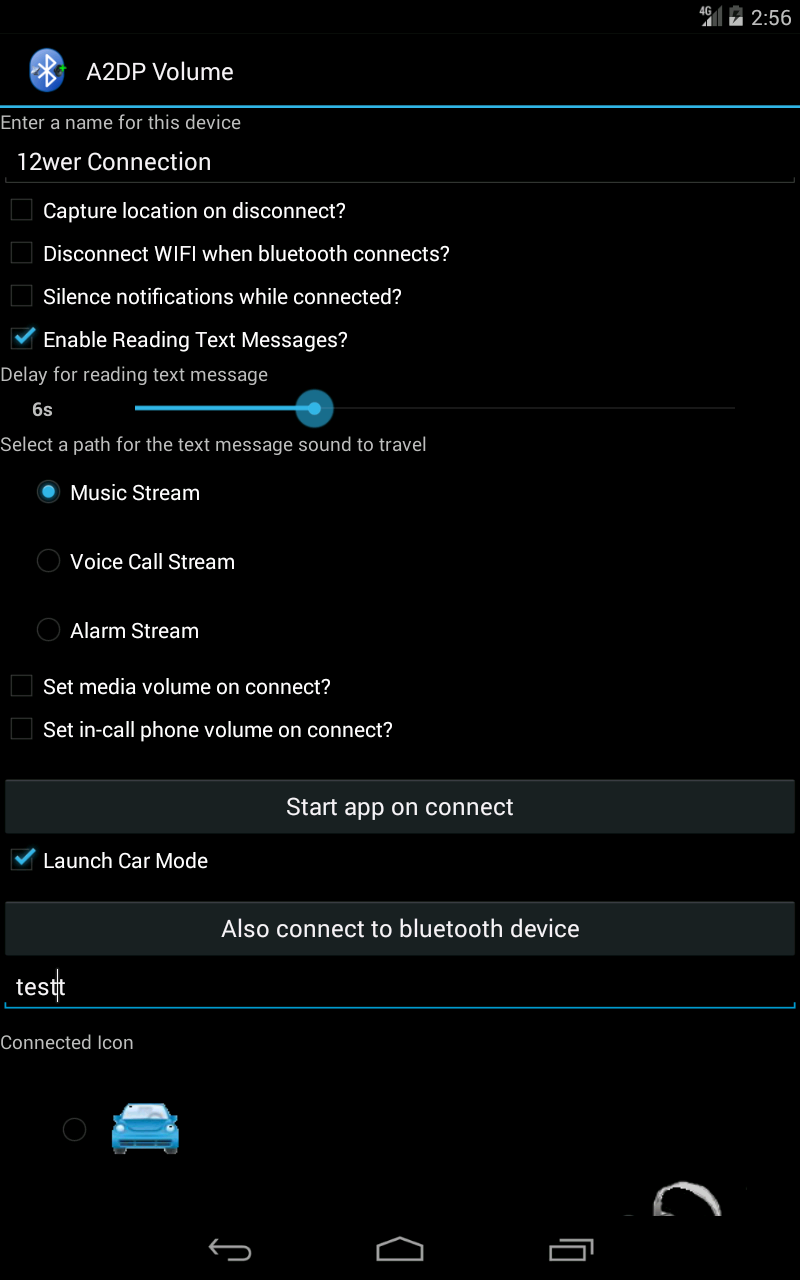 4G 2:56
A2DP Volume
Enter a name for this device
12wer Connection
Capture location on disconnect?
Disconnect WIFI when bluetooth connects?
Silence notifications while connected?
Enable Reading Text Messages?
Delay for reading text message
6s
Select a path for the text message sound to travel
Music Stream
Voice Call Stream
Alarm Stream
Set media volume on connect?
Set in-call phone volume on connect?
Start app on connect
Launch Car Mode
Also connect to bluetooth device
testt
Connected Icon